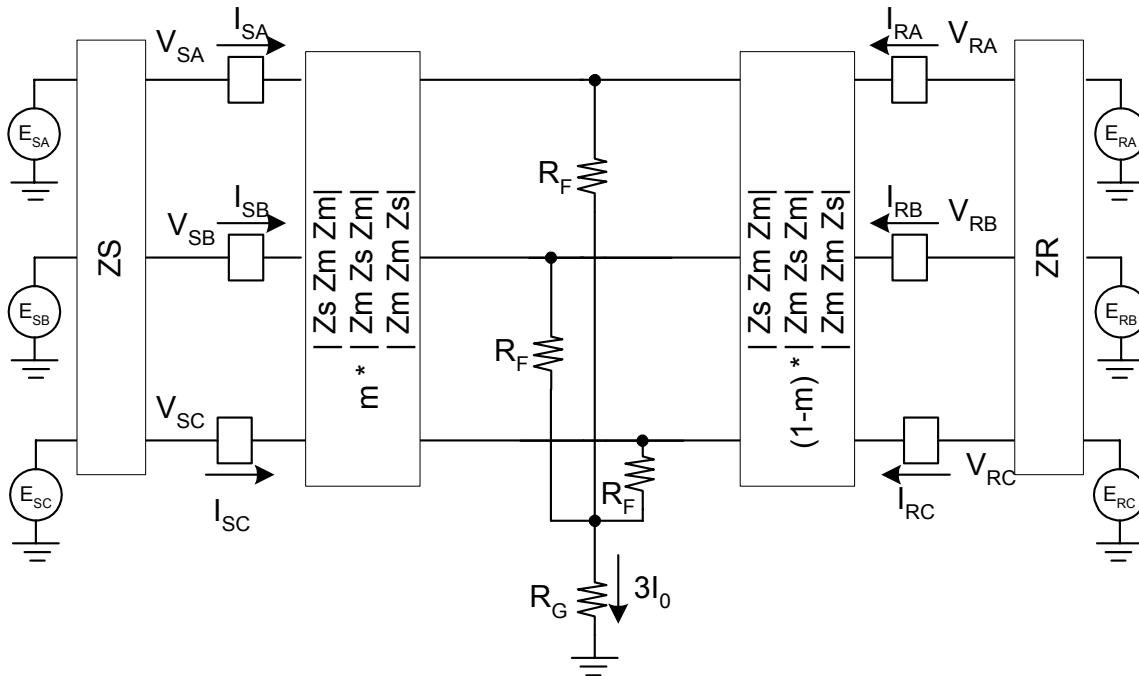 I_SA
V_SA
I_RA
V_RA
E_SA
E_RA
R_F
I_SB
V_SB
I_RB
V_RB
ZS
ZR
|Zs Zm Zm|
|Zm Zs Zm|
|Zm Zm Zs|
m *
|Zs Zm Zm|
|Zm Zs Zm|
|Zm Zm Zs|
(1-m) *
E_SB
E_RB
R_F
V_SC
V_RC
R_F
E_SC
E_RC
I_SC
I_RC
R_G
3I_0